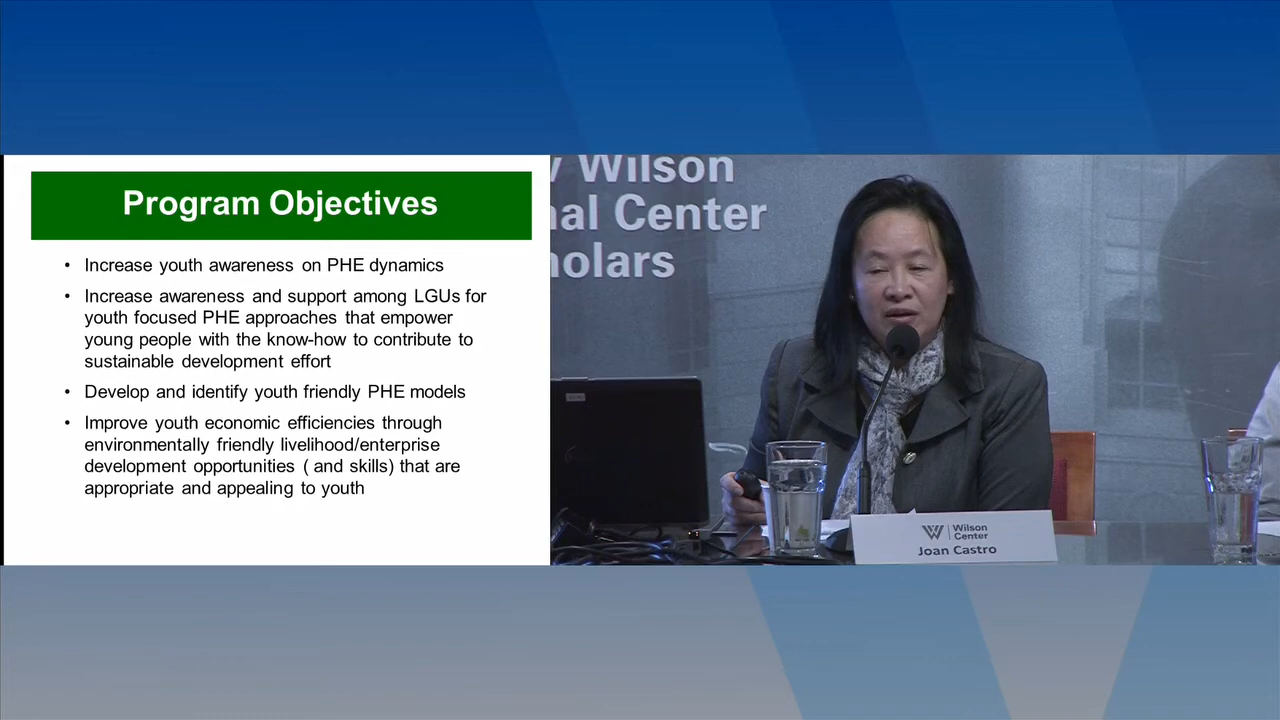 Program Objectives
• Increase youth awareness on PHE dynamics
• Increase awareness and support among LGUs for
youth focused PHE approaches that empower
young people with the know-how to contribute to
sustainable development effort
• Develop and identify youth friendly PHE models
• Improve youth economic efficiencies through
environmentally friendly livelihood/enterprise
development opportunities ( and skills) that are
appropriate and appealing to youth
Wilson
nal Center
holars
Wilson
Center
Joan Castro